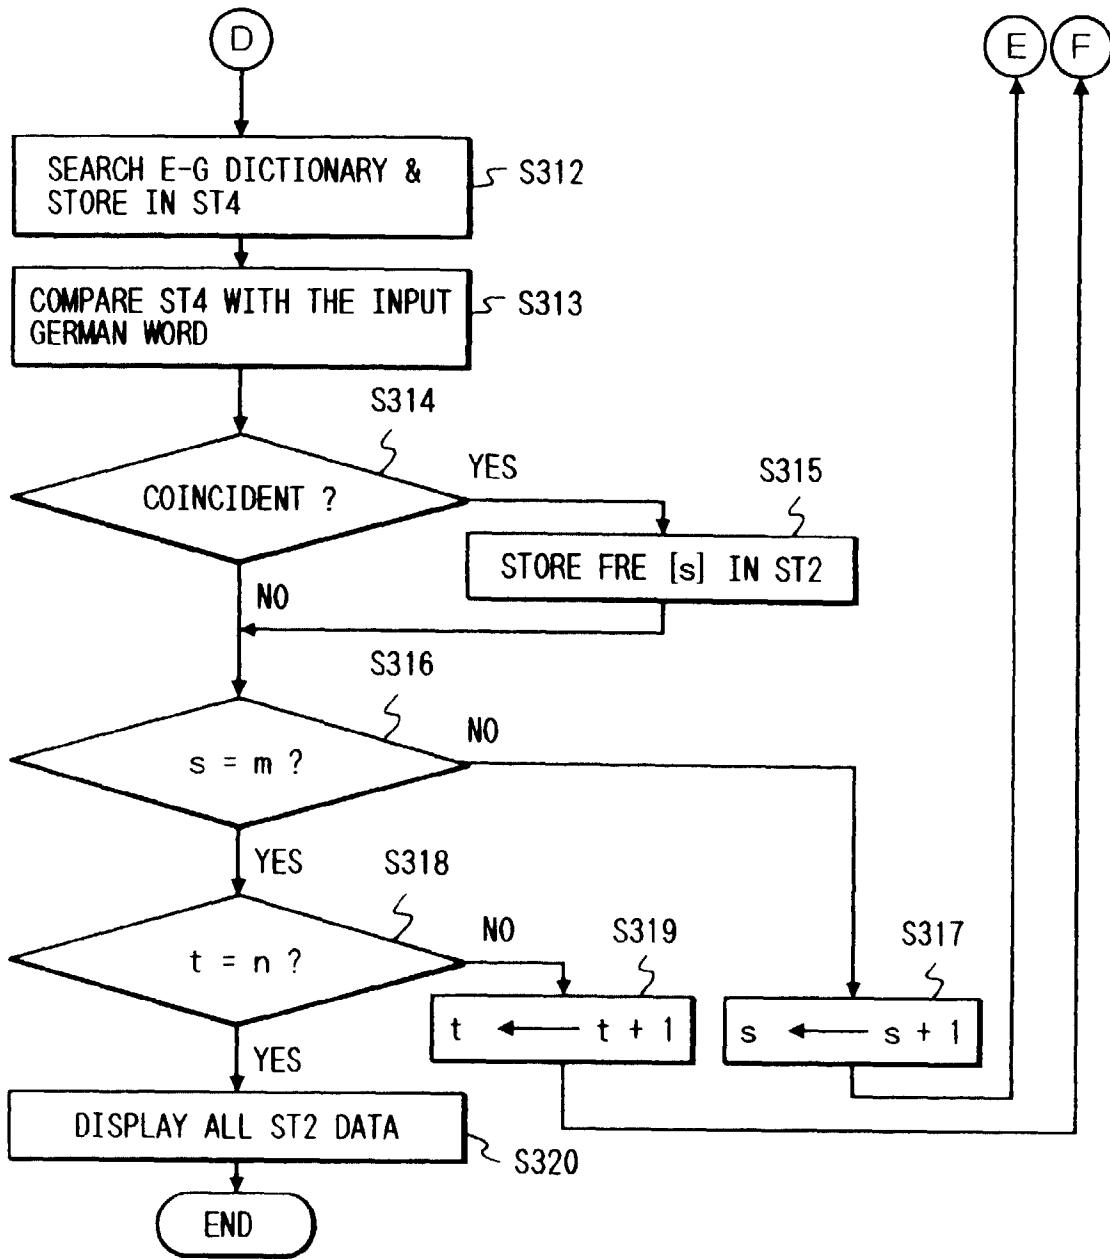 D
E
F
SEARCH E-G DICTIONARY &
STORE IN ST4
S312
COMPARE ST4 WITH THE INPUT
GERMAN WORD
S313
S314
COINCIDENT ?
YES
S315
STORE FRE [s] IN ST2
NO
S316
s = m ?
NO
YES
S318
t = n ?
NO
S319
S317
t ← t + 1
s ← s + 1
YES
DISPLAY ALL ST2 DATA
S320
END